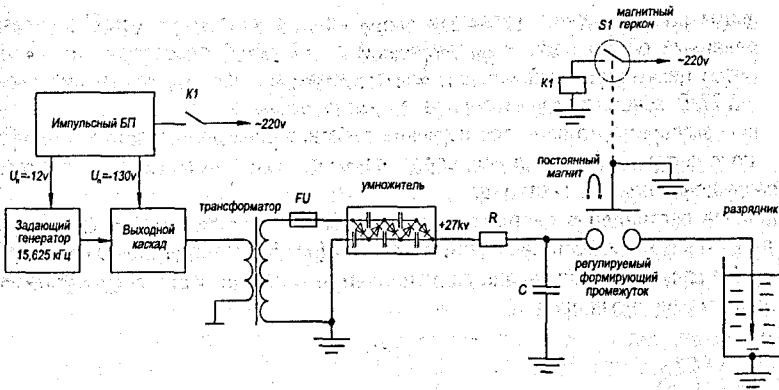 магнитный
S1 геркон
K1
~220v
Импульсный БП
K1
~220v
Uп=-12v
Uп=-130v
постоянный
магнит
разрядник
умножитель
трансформатор
FU
+27kv
R
Задающий
генератор
15,625 кГц
Выходной
каскад
C
регулируемый
формирующий
промежуток